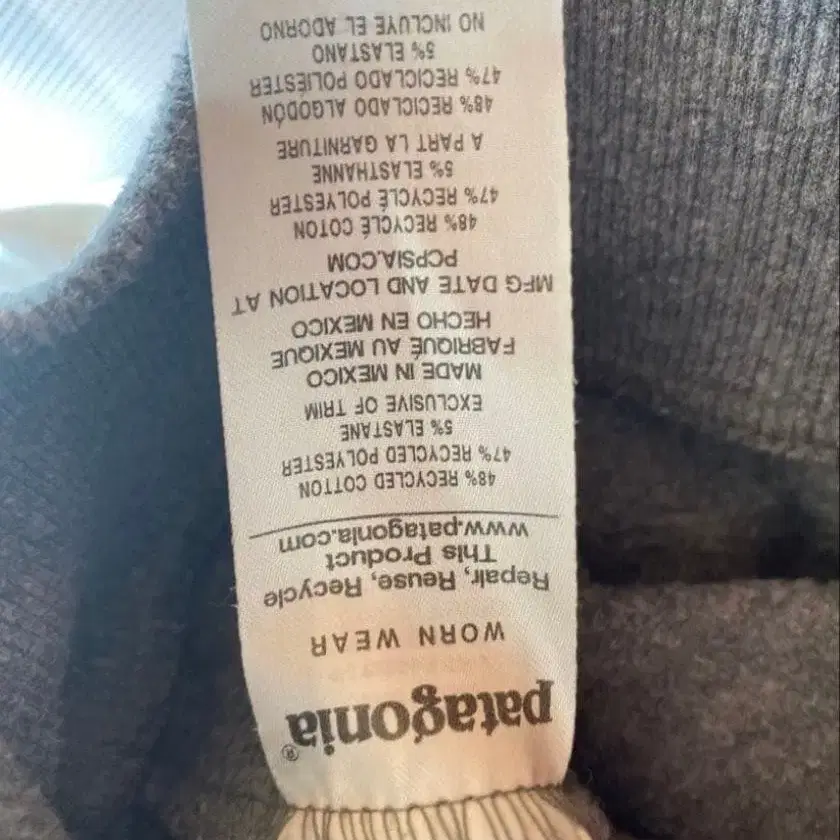 patagonia®
WORN WEAR
Repair, Reuse, Recycle
This Product
www.patagonia.com
48% RECYCLED COTTON
47% RECYCLED POLYESTER
5% ELASTANE
EXCLUSIVE OF TRIM
MADE IN MEXICO
FABRIQUÉ AU MEXIQUE
HECHO EN MEXICO
MFG DATE AND LOCATION AT
PCPSIA.COM
48% RECYCLÉ COTON
47% RECYCLÉ POLYESTER
5% ELASTHANNE
A PART LA GARNITURE
48% RECICLADO ALGODÓN
47% RECICLADO POLIÉSTER
5% ELASTANO
NO INCLUYE EL ADORNO